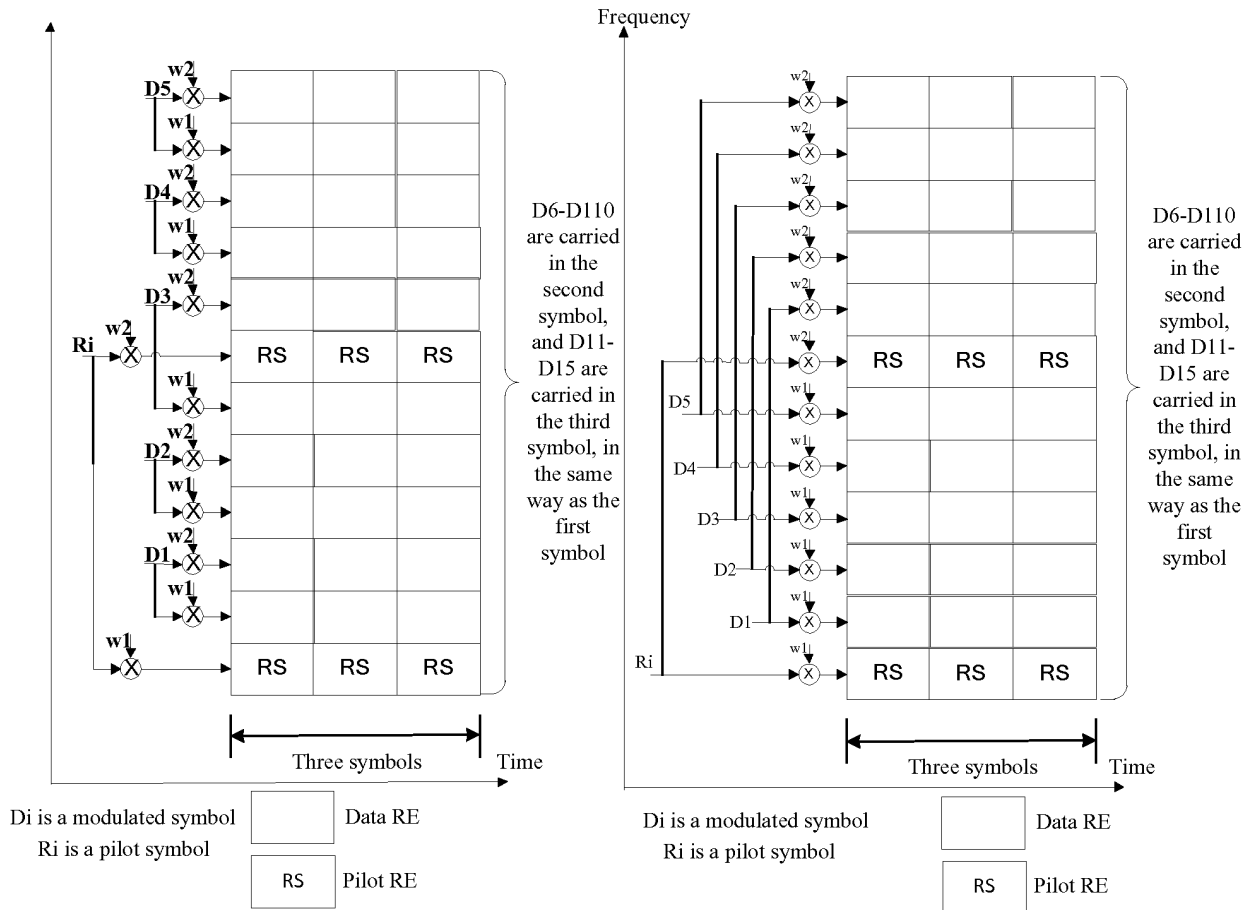 w2
D5
X
w1
X
w2
D4
X
w1
X
w2
D3
X
w2
Ri
X
RS RS RS
w1
X
w2
D2
X
w1
X
w2
D1
X
w1
X
w1
X
RS RS RS
D6-D110
are carried
in the
second
symbol,
and D11-
D15 are
carried in
the third
symbol, in
the same
way as the
first
symbol
Three symbols
Time
Di is a modulated symbol
Ri is a pilot symbol
Data RE
RS
Pilot RE
Frequency
w2
X
w2
X
w2
X
w2
X
w2
X
w2
X
RS RS RS
D5
w1
X
D4
w1
X
D3
w1
X
D2
w1
X
D1
w1
X
Ri
w1
X
RS RS RS
D6-D110
are carried
in the
second
symbol,
and D11-
D15 are
carried in
the third
symbol, in
the same
way as the
first
symbol
Three symbols
Time
Di is a modulated symbol
Ri is a pilot symbol
Data RE
RS
Pilot RE